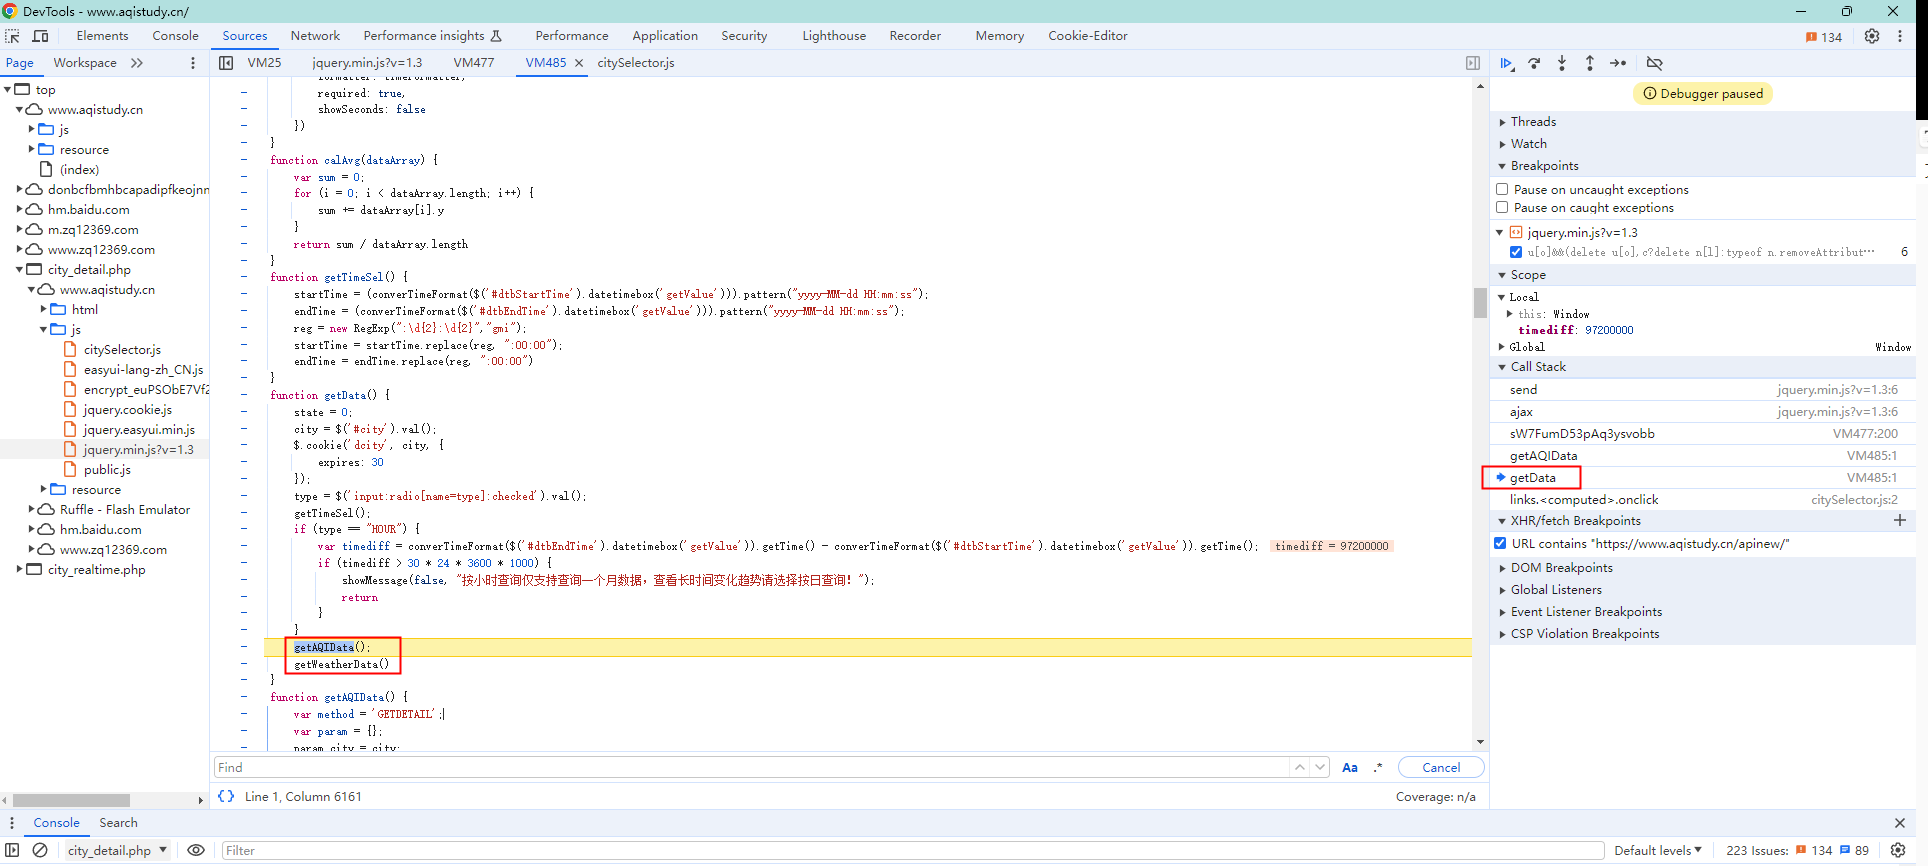 DevTools - www.aqistudy.cn/
Elements Console Sources Network Performance insights Performance Application Security Lighthouse Recorder Memory Cookie-Editor 134
Page Workspace
VM25 jquery.min.js?v=1.3 VM477 VM485 citySelector.js
top
www.aqistudy.cn
js
resource
(index)
donbcfbmhbcapadipfkeojnn
hm.baidu.com
m.zq12369.com
www.zq12369.com
city_detail.php
www.aqistudy.cn
html
js
citySelector.js
easyui-lang-zh_CN.js
encrypt_euPSObE7Vf2
jquery.cookie.js
jquery.easyui.min.js
jquery.min.js?v=1.3
public.js
resource
Ruffle - Flash Emulator
hm.baidu.com
www.zq12369.com
city_realtime.php
formatter: timeFormatter,
required: true,
showSeconds: false
})
}
function calAvg(dataArray) {
var sum = 0;
for (i = 0; i < dataArray.length; i++) {
sum += dataArray[i].y
}
return sum / dataArray.length
}
function getTimeSel() {
startTime = (converTimeFormat($('#dtbStartTime').datetimebox('getValue'))).pattern("yyyy-MM-dd HH:mm:ss");
endTime = (converTimeFormat($('#dtbEndTime').datetimebox('getValue'))).pattern("yyyy-MM-dd HH:mm:ss");
reg = new RegExp(":\d{2}:\d{2}","gmi");
startTime = startTime.replace(reg, ":00:00");
endTime = endTime.replace(reg, ":00:00")
}
function getData() {
state = 0;
city = $('#city').val();
$.cookie('dcity', city, {
expires: 30
});
type = $('input:radio[name=type]:checked').val();
getTimeSel();
if (type == "HOUR") {
var timediff = converTimeFormat($('#dtbEndTime').datetimebox('getValue')).getTime() - converTimeFormat($('#dtbStartTime').datetimebox('getValue')).getTime(); timediff = 97200000
if (timediff > 30 * 24 * 3600 * 1000) {
showMessage(false, "按小时查询仅支持查询一个月数据，查看长时间变化趋势请选择按日查询！");
return
}
}
getAQIData();
getWeatherData()
}
function getAQIData() {
var method = 'GETDETAIL';
var param = {};
param.city = city;
Find Aa .* Cancel
{} Line 1, Column 6161 Coverage: n/a
Debugger paused
Threads
Watch
Breakpoints
Pause on uncaught exceptions
Pause on caught exceptions
jquery.min.js?v=1.3
u[o]&&(delete u[o],c?delete n[l]:typeof n.removeAttribut… 6
Scope
Local
this: Window
timediff: 97200000
Global Window
Call Stack
send jquery.min.js?v=1.3:6
ajax jquery.min.js?v=1.3:6
sW7FumD53pAq3ysvobb VM477:200
getAQIData VM485:1
getData VM485:1
links.<computed>.onclick citySelector.js:2
XHR/fetch Breakpoints
URL contains "https://www.aqistudy.cn/apinew/"
DOM Breakpoints
Global Listeners
Event Listener Breakpoints
CSP Violation Breakpoints
Console Search
city_detail.php Filter Default levels 223 Issues: 134 89